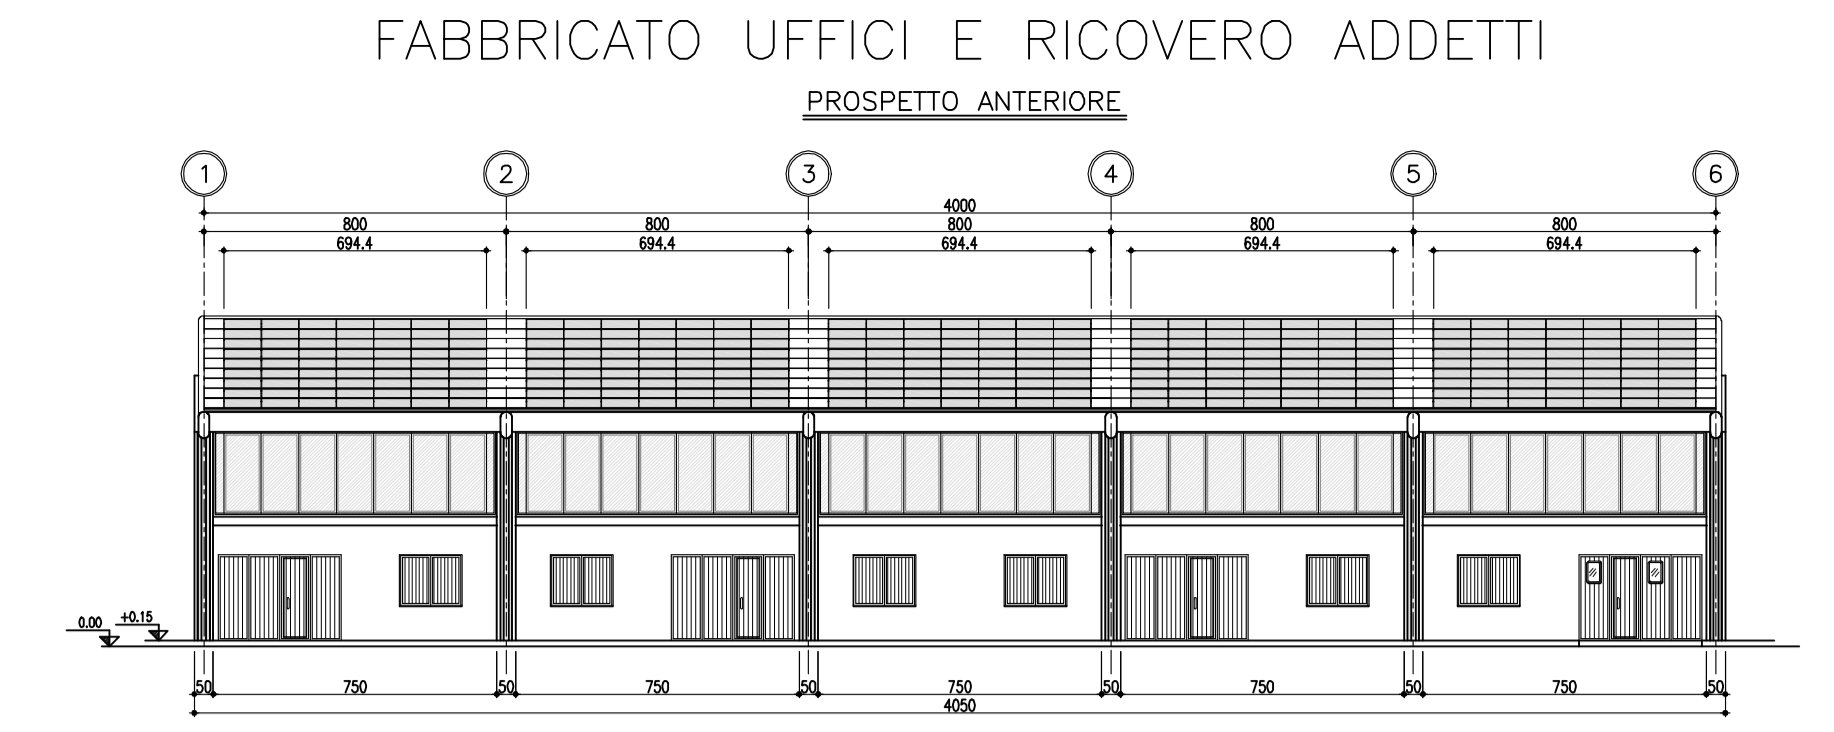 FABBRICATO UFFICI E RICOVERO ADDETTI
PROSPETTO ANTERIORE
1 2 3 4 5 6
4000
800 800 800 800 800
694.4 694.4 694.4 694.4 694.4
0.00 +0.15
50 750 50 750 50 750 50 750 50 750 50
4050